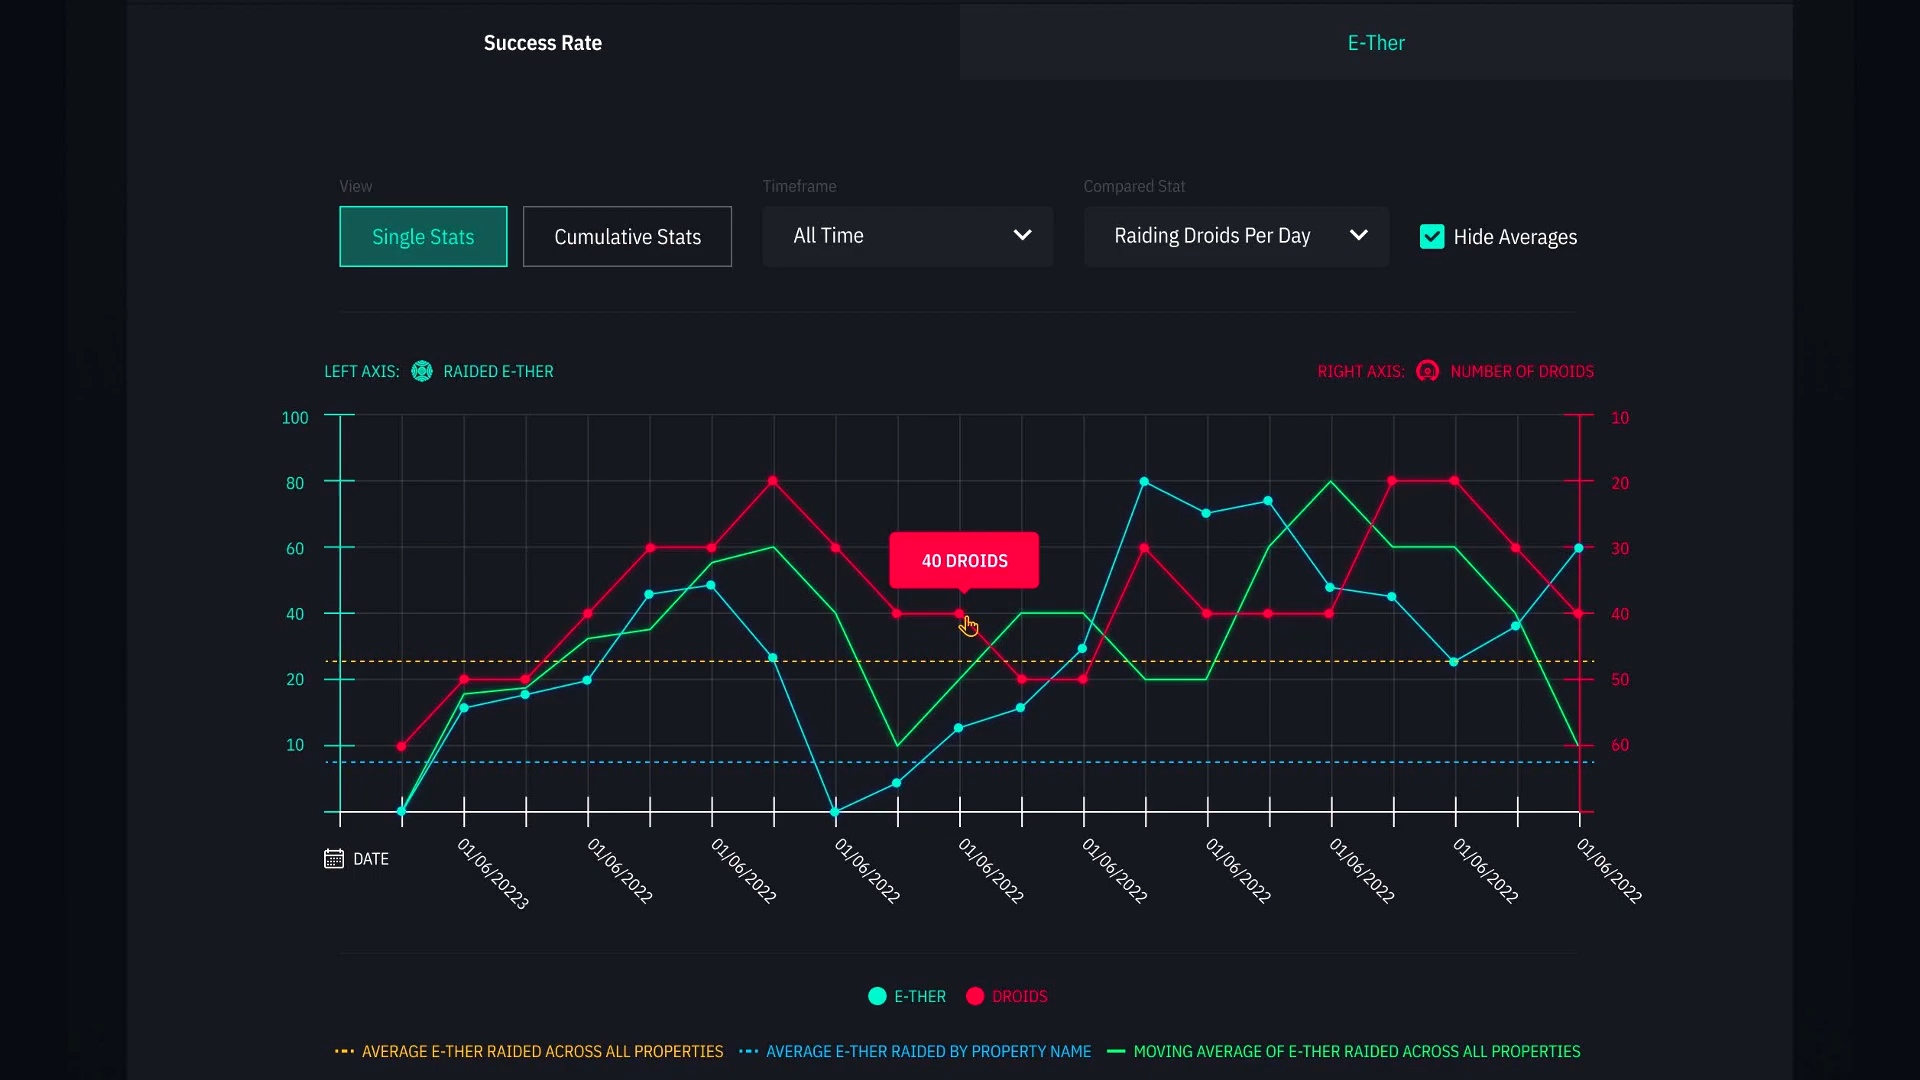 Success Rate
E-Ther
View
Timeframe
Compared Stat
Single Stats
Cumulative Stats
All Time
Raiding Droids Per Day
Hide Averages
LEFT AXIS: RAIDED E-THER
RIGHT AXIS: NUMBER OF DROIDS
100
10
80
20
60
30
40 DROIDS
40
40
20
50
10
60
DATE
01/06/20223
01/06/2022
01/06/2022
01/06/2022
01/06/2022
01/06/2022
01/06/2022
01/06/2022
01/06/2022
01/06/2022
E-THER
DROIDS
AVERAGE E-THER RAIDED ACROSS ALL PROPERTIES
AVERAGE E-THER RAIDED BY PROPERTY NAME
MOVING AVERAGE OF E-THER RAIDED ACROSS ALL PROPERTIES